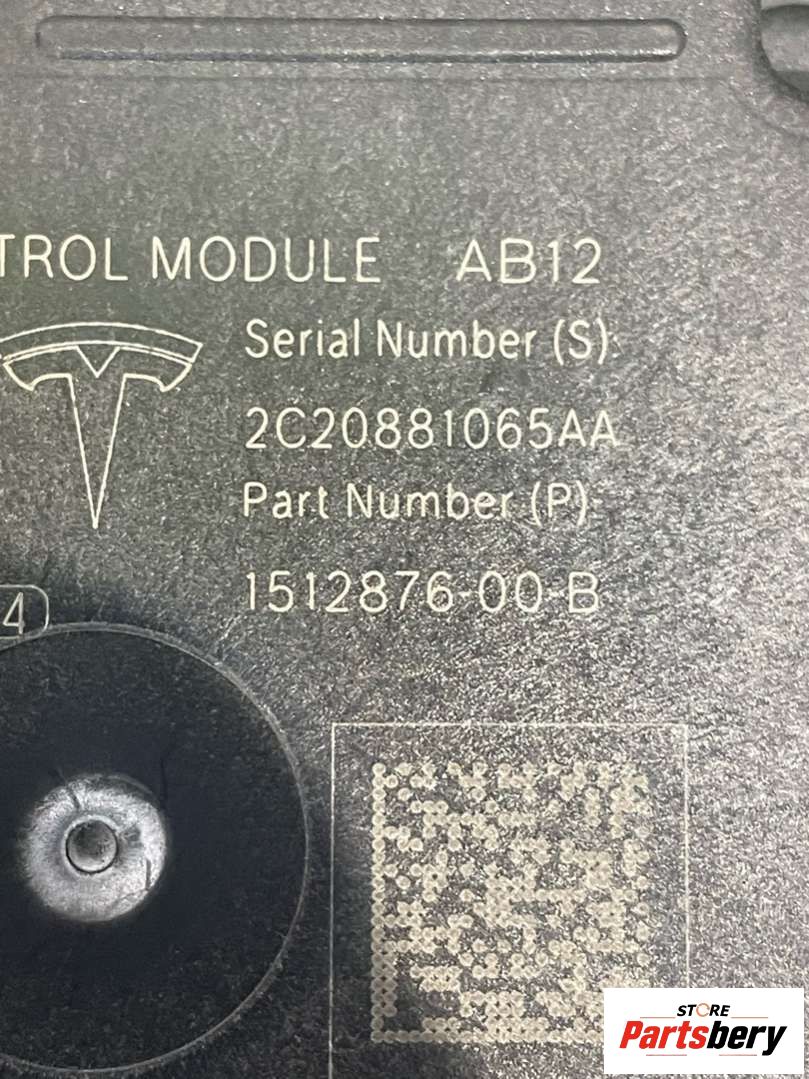 TROL MODULE AB12
Serial Number (S):
2C20881065AA
Part Number (P):
1512876-00-B
4
STORE
Partsbery